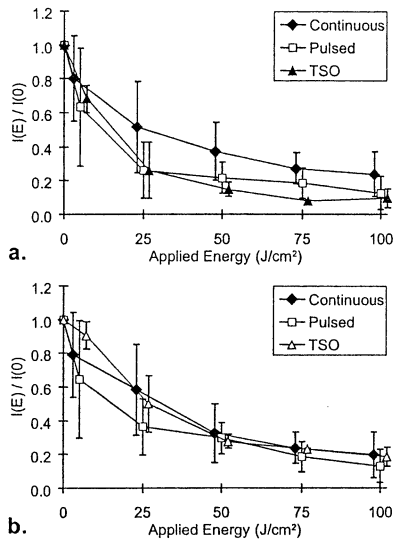 1.2
1.0
0.8
0.6
0.4
0.2
0.0
I(E) / I(0)
Continuous
Pulsed
TSO
0 25 50 75 100
Applied Energy (J/cm²)
a.
1.2
1.0
0.8
0.6
0.4
0.2
0.0
I(E) / I(0)
Continuous
Pulsed
TSO
0 25 50 75 100
Applied Energy (J/cm²)
b.